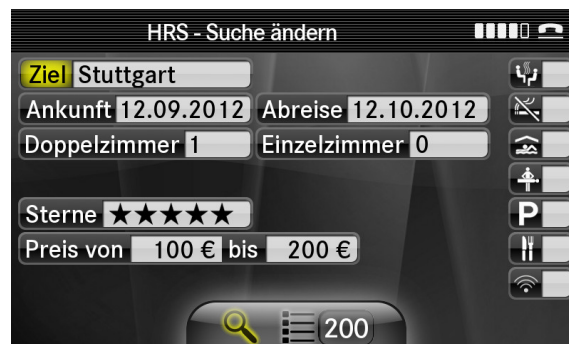 HRS - Suche ändern
Ziel Stuttgart
Ankunft 12.09.2012 Abreise 12.10.2012
Doppelzimmer 1 Einzelzimmer 0
Sterne ★★★★★
P
Preis von 100 € bis 200 €
200